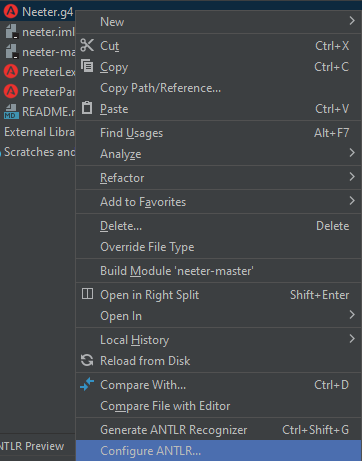 Neeter.g4
New
neeter.iml
Cut Ctrl+X
neeter-ma
Copy Ctrl+C
PreeterLex
Copy Path/Reference...
PreeterPar
Paste Ctrl+V
MD README.
External Libra
Find Usages Alt+F7
Scratches and
Analyze
Refactor
Add to Favorites
Delete... Delete
Override File Type
Build Module 'neeter-master'
Open in Right Split Shift+Enter
Open In
Local History
Reload from Disk
Compare With... Ctrl+D
Compare File with Editor
Generate ANTLR Recognizer Ctrl+Shift+G
NTLR Preview
Configure ANTLR...